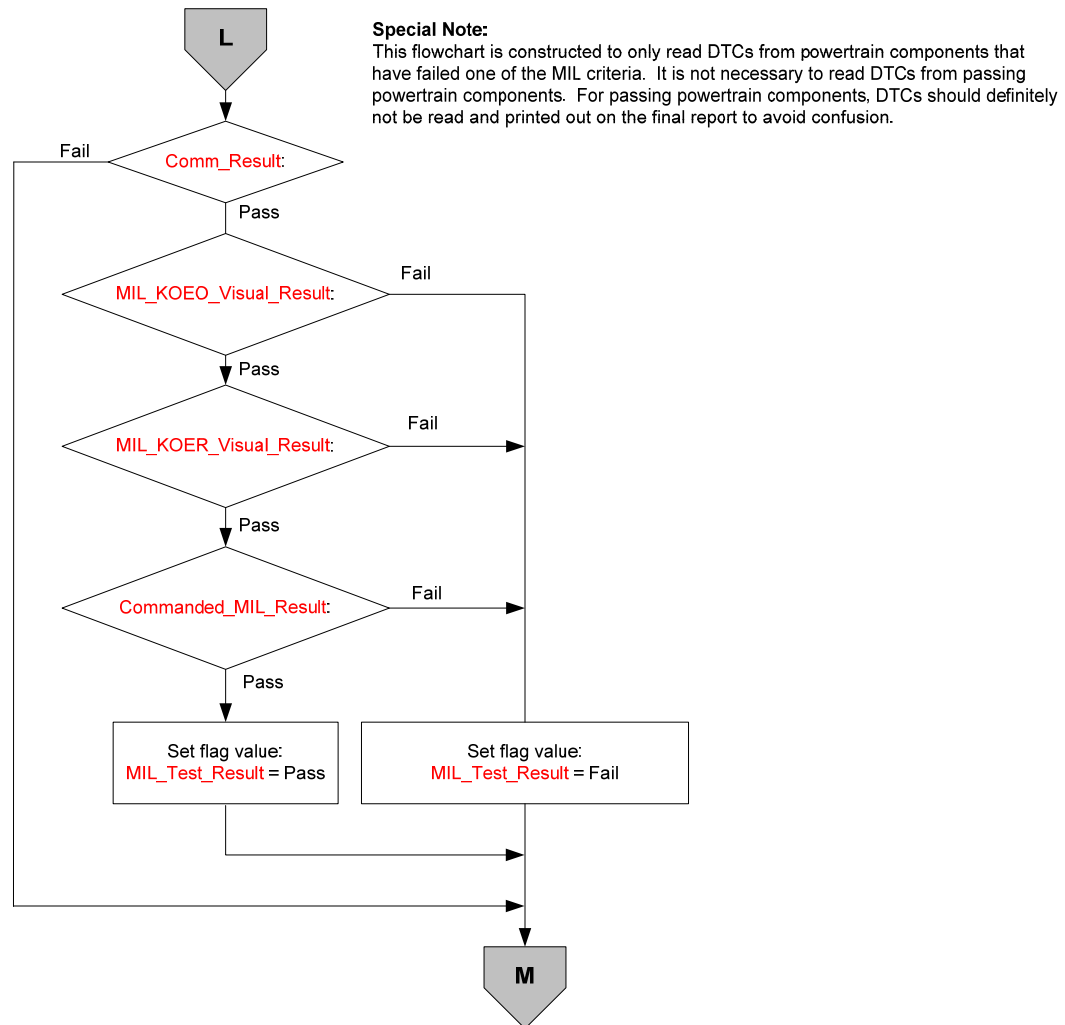 L
Special Note:
This flowchart is constructed to only read DTCs from powertrain components that
have failed one of the MIL criteria.  It is not necessary to read DTCs from passing
powertrain components.  For passing powertrain components, DTCs should definitely
not be read and printed out on the final report to avoid confusion.
Fail
Comm_Result:
Pass
MIL_KOEO_Visual_Result:
Fail
Pass
MIL_KOER_Visual_Result:
Fail
Pass
Commanded_MIL_Result:
Fail
Pass
Set flag value:
MIL_Test_Result = Pass
Set flag value:
MIL_Test_Result = Fail
M